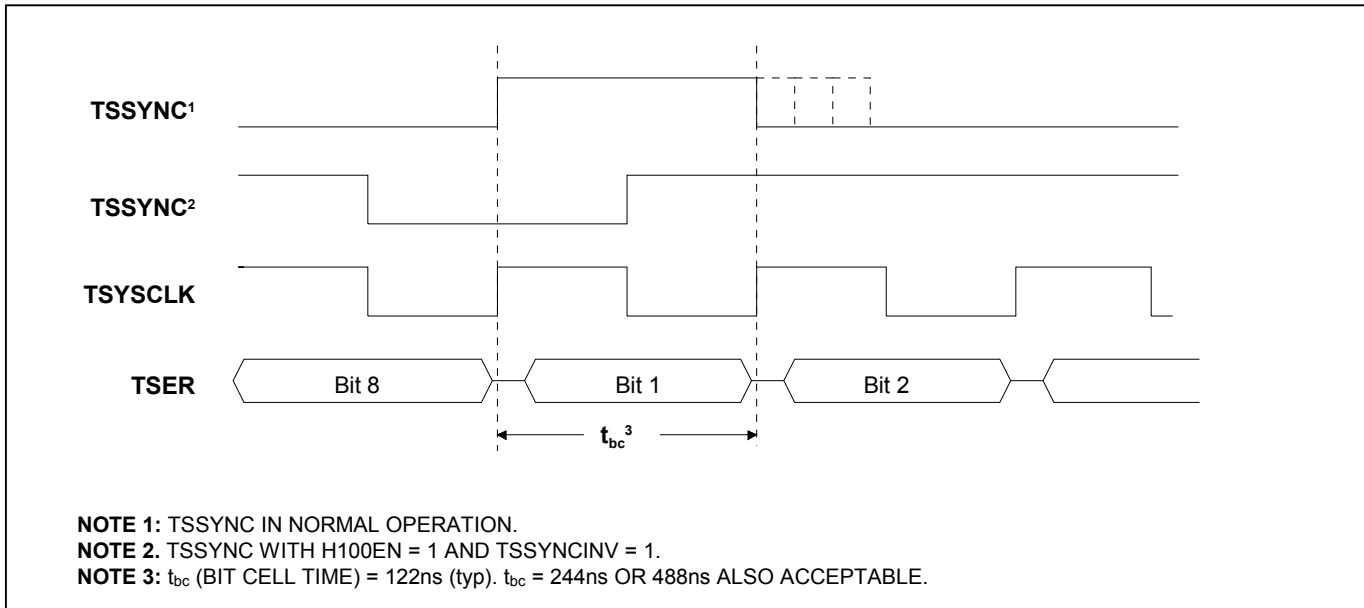 TSSYNC¹
TSSYNC²
TSYSCLK
TSER
Bit 8
Bit 1
Bit 2
tbc³
NOTE 1: TSSYNC IN NORMAL OPERATION.
NOTE 2. TSSYNC WITH H100EN = 1 AND TSSYNCINV = 1.
NOTE 3: tbc (BIT CELL TIME) = 122ns (typ). tbc = 244ns OR 488ns ALSO ACCEPTABLE.